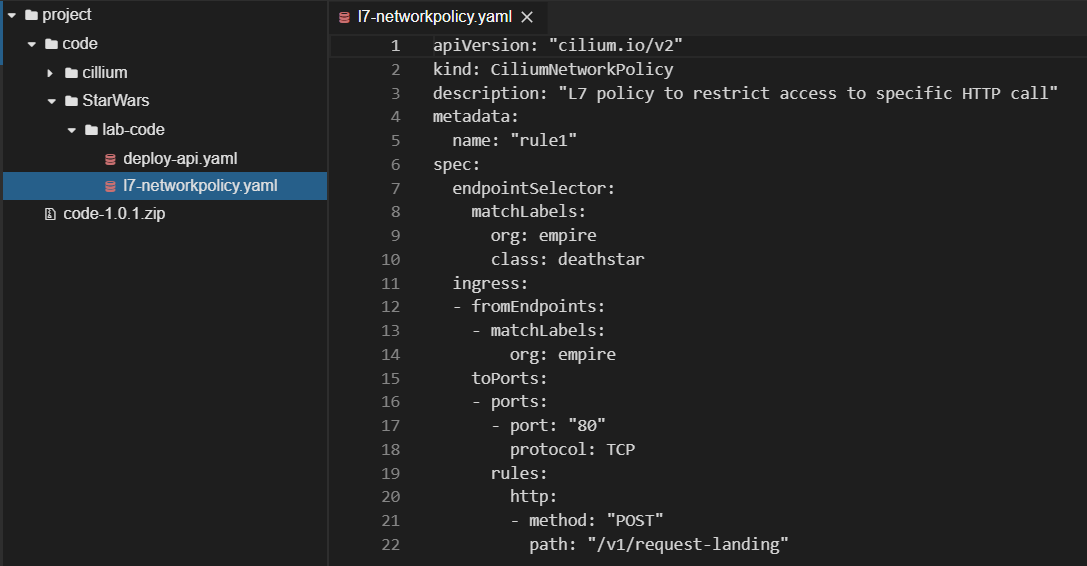 project
code
cillium
StarWars
lab-code
deploy-api.yaml
l7-networkpolicy.yaml
code-1.0.1.zip
l7-networkpolicy.yaml
1 apiVersion: "cilium.io/v2"
2 kind: CiliumNetworkPolicy
3 description: "L7 policy to restrict access to specific HTTP call"
4 metadata:
5   name: "rule1"
6 spec:
7   endpointSelector:
8     matchLabels:
9       org: empire
10       class: deathstar
11   ingress:
12   - fromEndpoints:
13     - matchLabels:
14         org: empire
15     toPorts:
16     - ports:
17       - port: "80"
18         protocol: TCP
19       rules:
20         http:
21         - method: "POST"
22           path: "/v1/request-landing"